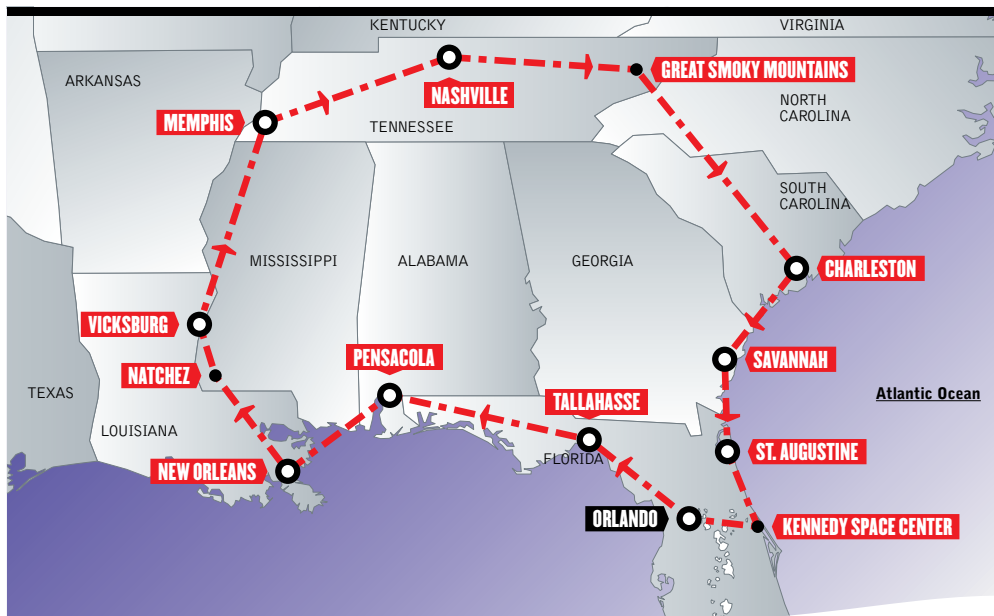 KENTUCKY
VIRGINIA
ARKANSAS
GREAT SMOKY MOUNTAINS
NASHVILLE
NORTH
CAROLINA
MEMPHIS
TENNESSEE
SOUTH
CAROLINA
MISSISSIPPI
ALABAMA
GEORGIA
CHARLESTON
VICKSBURG
PENSACOLA
SAVANNAH
NATCHEZ
TEXAS
TALLAHASSE
Atlantic Ocean
LOUISIANA
ST. AUGUSTINE
FLORIDA
NEW ORLEANS
ORLANDO
KENNEDY SPACE CENTER